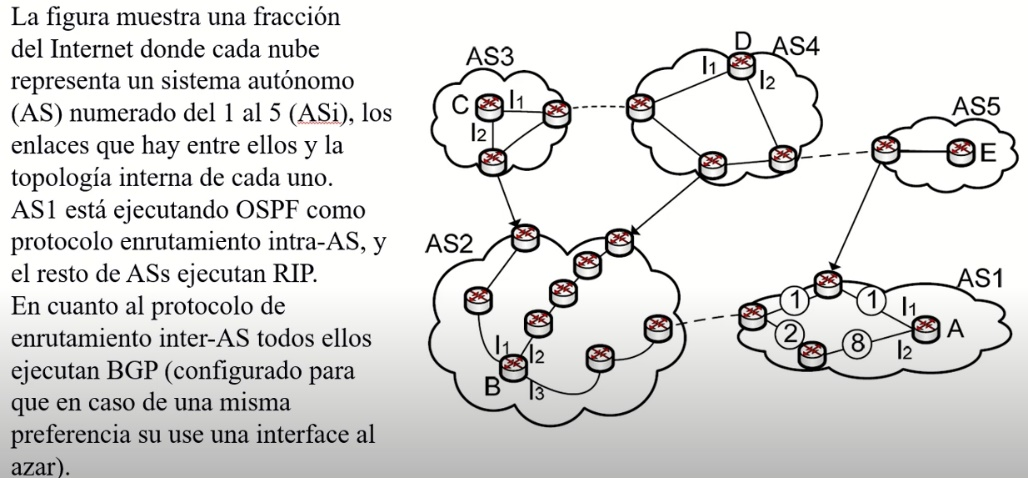 La figura muestra una fracción
del Internet donde cada nube
representa un sistema autónomo
(AS) numerado del 1 al 5 (ASi), los
enlaces que hay entre ellos y la
topología interna de cada uno.
AS1 está ejecutando OSPF como
protocolo enrutamiento intra-AS, y
el resto de ASs ejecutan RIP.
En cuanto al protocolo de
enrutamiento inter-AS todos ellos
ejecutan BGP (configurado para
que en caso de una misma
preferencia su use una interface al
azar).
AS3
C I1
I2
D AS4
I1 I2
AS5
E
AS2
I1 I2
B I3
AS1
1 1 I1
2 A
8 I2